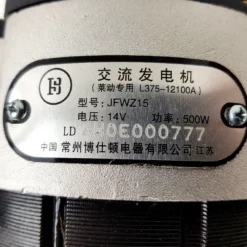 交流发电机
(莱动专用 L375-12100A)
型号: JFWZ15
电压: 14V 功率: 500W
LD A20E000777
中国 常州博仕顿电器有限公司 江苏